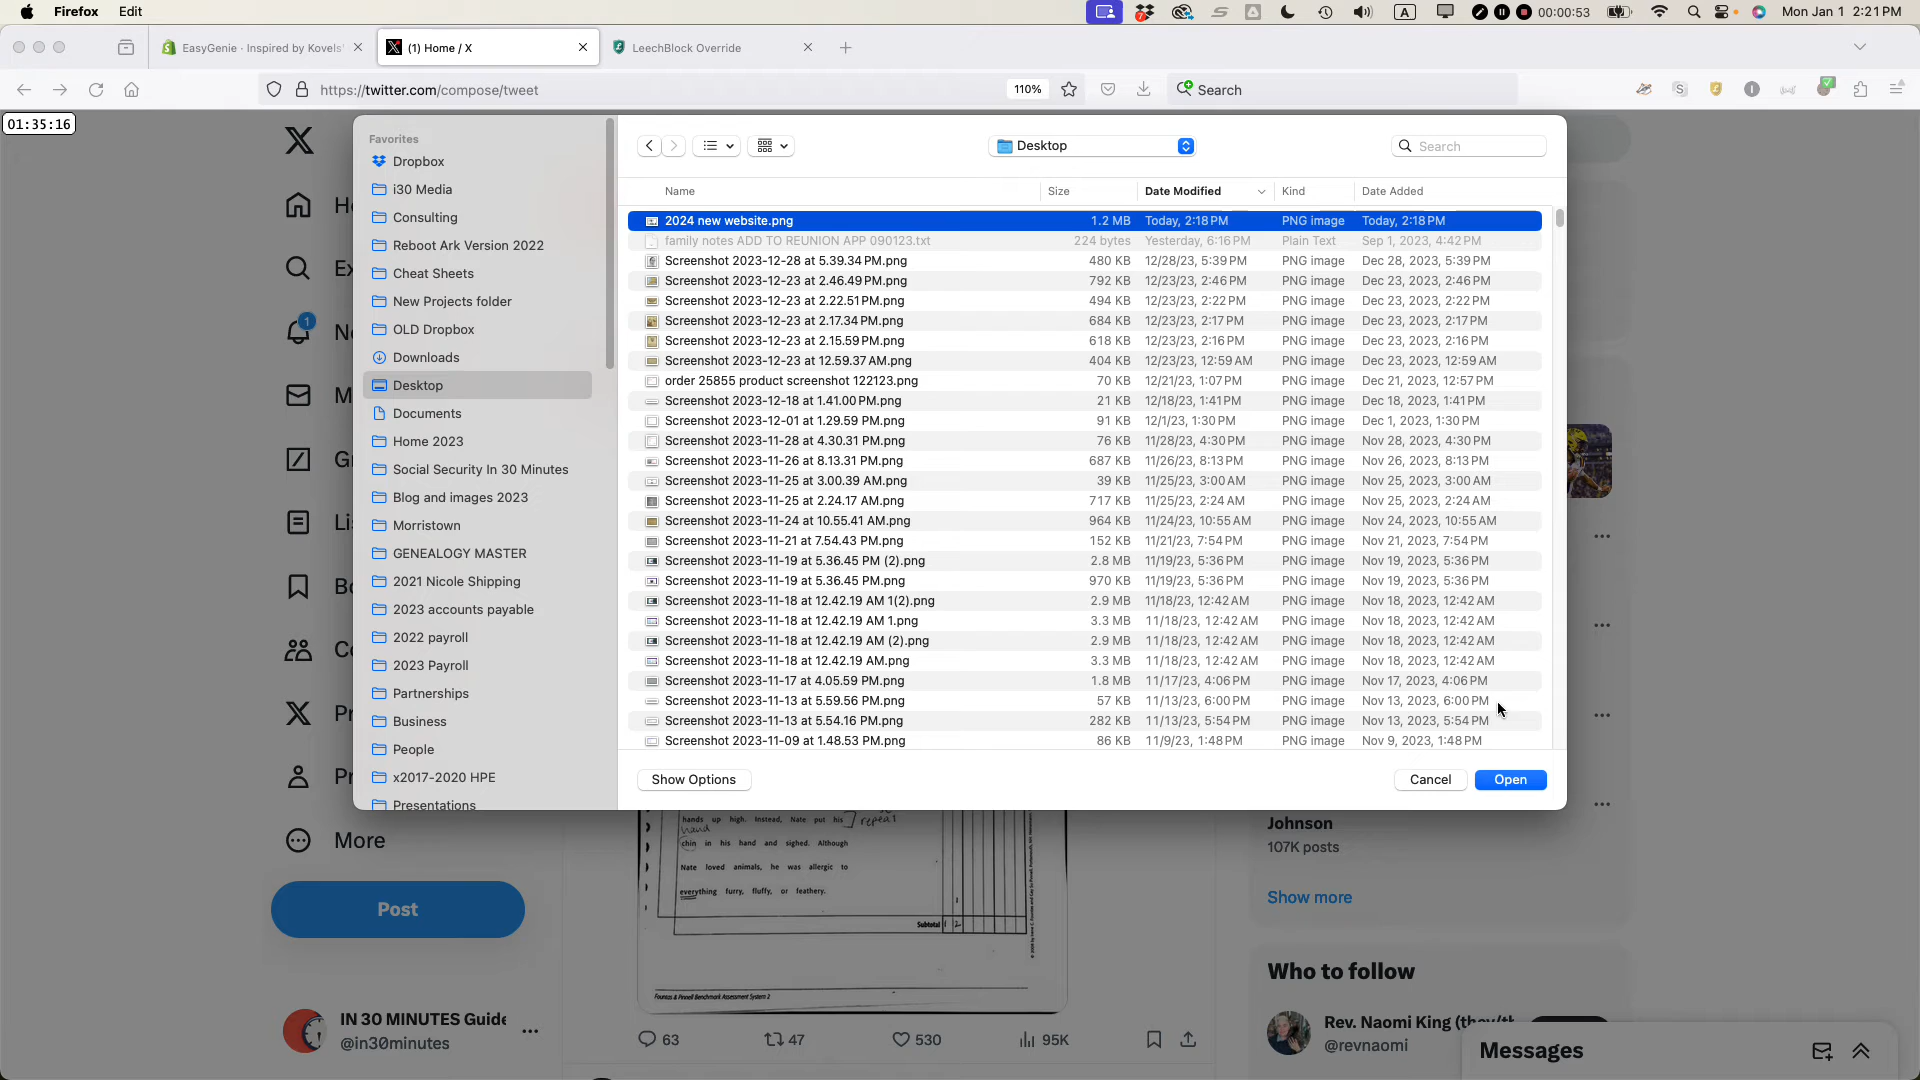 Firefox Edit 00:00:53 Mon Jan 1 2:21 PM
EasyGenie · Inspired by Kovels' (1) Home / X LeechBlock Override
https://twitter.com/compose/tweet 110% Search
01:35:16
Favorites
Dropbox
i30 Media
Consulting
Reboot Ark Version 2022
Cheat Sheets
New Projects folder
OLD Dropbox
Downloads
Desktop
Documents
Home 2023
Social Security In 30 Minutes
Blog and images 2023
Morristown
GENEALOGY MASTER
2021 Nicole Shipping
2023 accounts payable
2022 payroll
2023 Payroll
Partnerships
Business
People
x2017-2020 HPE
Presentations
Desktop Search
Name Size Date Modified Kind Date Added
2024 new website.png 1.2 MB Today, 2:18 PM PNG image Today, 2:18 PM
family notes ADD TO REUNION APP 090123.txt 224 bytes Yesterday, 6:16 PM Plain Text Sep 1, 2023, 4:42 PM
Screenshot 2023-12-28 at 5.39.34 PM.png 480 KB 12/28/23, 5:39 PM PNG image Dec 28, 2023, 5:39 PM
Screenshot 2023-12-23 at 2.46.49 PM.png 792 KB 12/23/23, 2:46 PM PNG image Dec 23, 2023, 2:46 PM
Screenshot 2023-12-23 at 2.22.51 PM.png 494 KB 12/23/23, 2:22 PM PNG image Dec 23, 2023, 2:22 PM
Screenshot 2023-12-23 at 2.17.34 PM.png 684 KB 12/23/23, 2:17 PM PNG image Dec 23, 2023, 2:17 PM
Screenshot 2023-12-23 at 2.15.59 PM.png 618 KB 12/23/23, 2:16 PM PNG image Dec 23, 2023, 2:16 PM
Screenshot 2023-12-23 at 12.59.37 AM.png 404 KB 12/23/23, 12:59 AM PNG image Dec 23, 2023, 12:59 AM
order 25855 product screenshot 122123.png 70 KB 12/21/23, 1:07 PM PNG image Dec 21, 2023, 12:57 PM
Screenshot 2023-12-18 at 1.41.00 PM.png 21 KB 12/18/23, 1:41 PM PNG image Dec 18, 2023, 1:41 PM
Screenshot 2023-12-01 at 1.29.59 PM.png 91 KB 12/1/23, 1:30 PM PNG image Dec 1, 2023, 1:30 PM
Screenshot 2023-11-28 at 4.30.31 PM.png 76 KB 11/28/23, 4:30 PM PNG image Nov 28, 2023, 4:30 PM
Screenshot 2023-11-26 at 8.13.31 PM.png 687 KB 11/26/23, 8:13 PM PNG image Nov 26, 2023, 8:13 PM
Screenshot 2023-11-25 at 3.00.39 AM.png 39 KB 11/25/23, 3:00 AM PNG image Nov 25, 2023, 3:00 AM
Screenshot 2023-11-25 at 2.24.17 AM.png 717 KB 11/25/23, 2:24 AM PNG image Nov 25, 2023, 2:24 AM
Screenshot 2023-11-24 at 10.55.41 AM.png 964 KB 11/24/23, 10:55 AM PNG image Nov 24, 2023, 10:55 AM
Screenshot 2023-11-21 at 7.54.43 PM.png 152 KB 11/21/23, 7:54 PM PNG image Nov 21, 2023, 7:54 PM
Screenshot 2023-11-19 at 5.36.45 PM (2).png 2.8 MB 11/19/23, 5:36 PM PNG image Nov 19, 2023, 5:36 PM
Screenshot 2023-11-19 at 5.36.45 PM.png 970 KB 11/19/23, 5:36 PM PNG image Nov 19, 2023, 5:36 PM
Screenshot 2023-11-18 at 12.42.19 AM 1(2).png 2.9 MB 11/18/23, 12:42 AM PNG image Nov 18, 2023, 12:42 AM
Screenshot 2023-11-18 at 12.42.19 AM 1.png 3.3 MB 11/18/23, 12:42 AM PNG image Nov 18, 2023, 12:42 AM
Screenshot 2023-11-18 at 12.42.19 AM (2).png 2.9 MB 11/18/23, 12:42 AM PNG image Nov 18, 2023, 12:42 AM
Screenshot 2023-11-18 at 12.42.19 AM.png 3.3 MB 11/18/23, 12:42 AM PNG image Nov 18, 2023, 12:42 AM
Screenshot 2023-11-17 at 4.05.59 PM.png 1.8 MB 11/17/23, 4:06 PM PNG image Nov 17, 2023, 4:06 PM
Screenshot 2023-11-13 at 5.59.56 PM.png 57 KB 11/13/23, 6:00 PM PNG image Nov 13, 2023, 6:00 PM
Screenshot 2023-11-13 at 5.54.16 PM.png 282 KB 11/13/23, 5:54 PM PNG image Nov 13, 2023, 5:54 PM
Screenshot 2023-11-09 at 1.48.53 PM.png 86 KB 11/9/23, 1:48 PM PNG image Nov 9, 2023, 1:48 PM
Show Options Cancel Open
More
Post
IN 30 MINUTES Guide
@in30minutes
hands up high. Instead, Nate put his repeat
hand
chin in his hand and sighed. Although
Nate loved animals, he was allergic to
everything furry, fluffy, or feathery.
Subtotal 1 2
Fountas & Pinnell Benchmark Assessment System 2
63 47 530 95K
Johnson
107K posts
Show more
Who to follow
Rev. Naomi King (they/th
@revnaomi
Messages